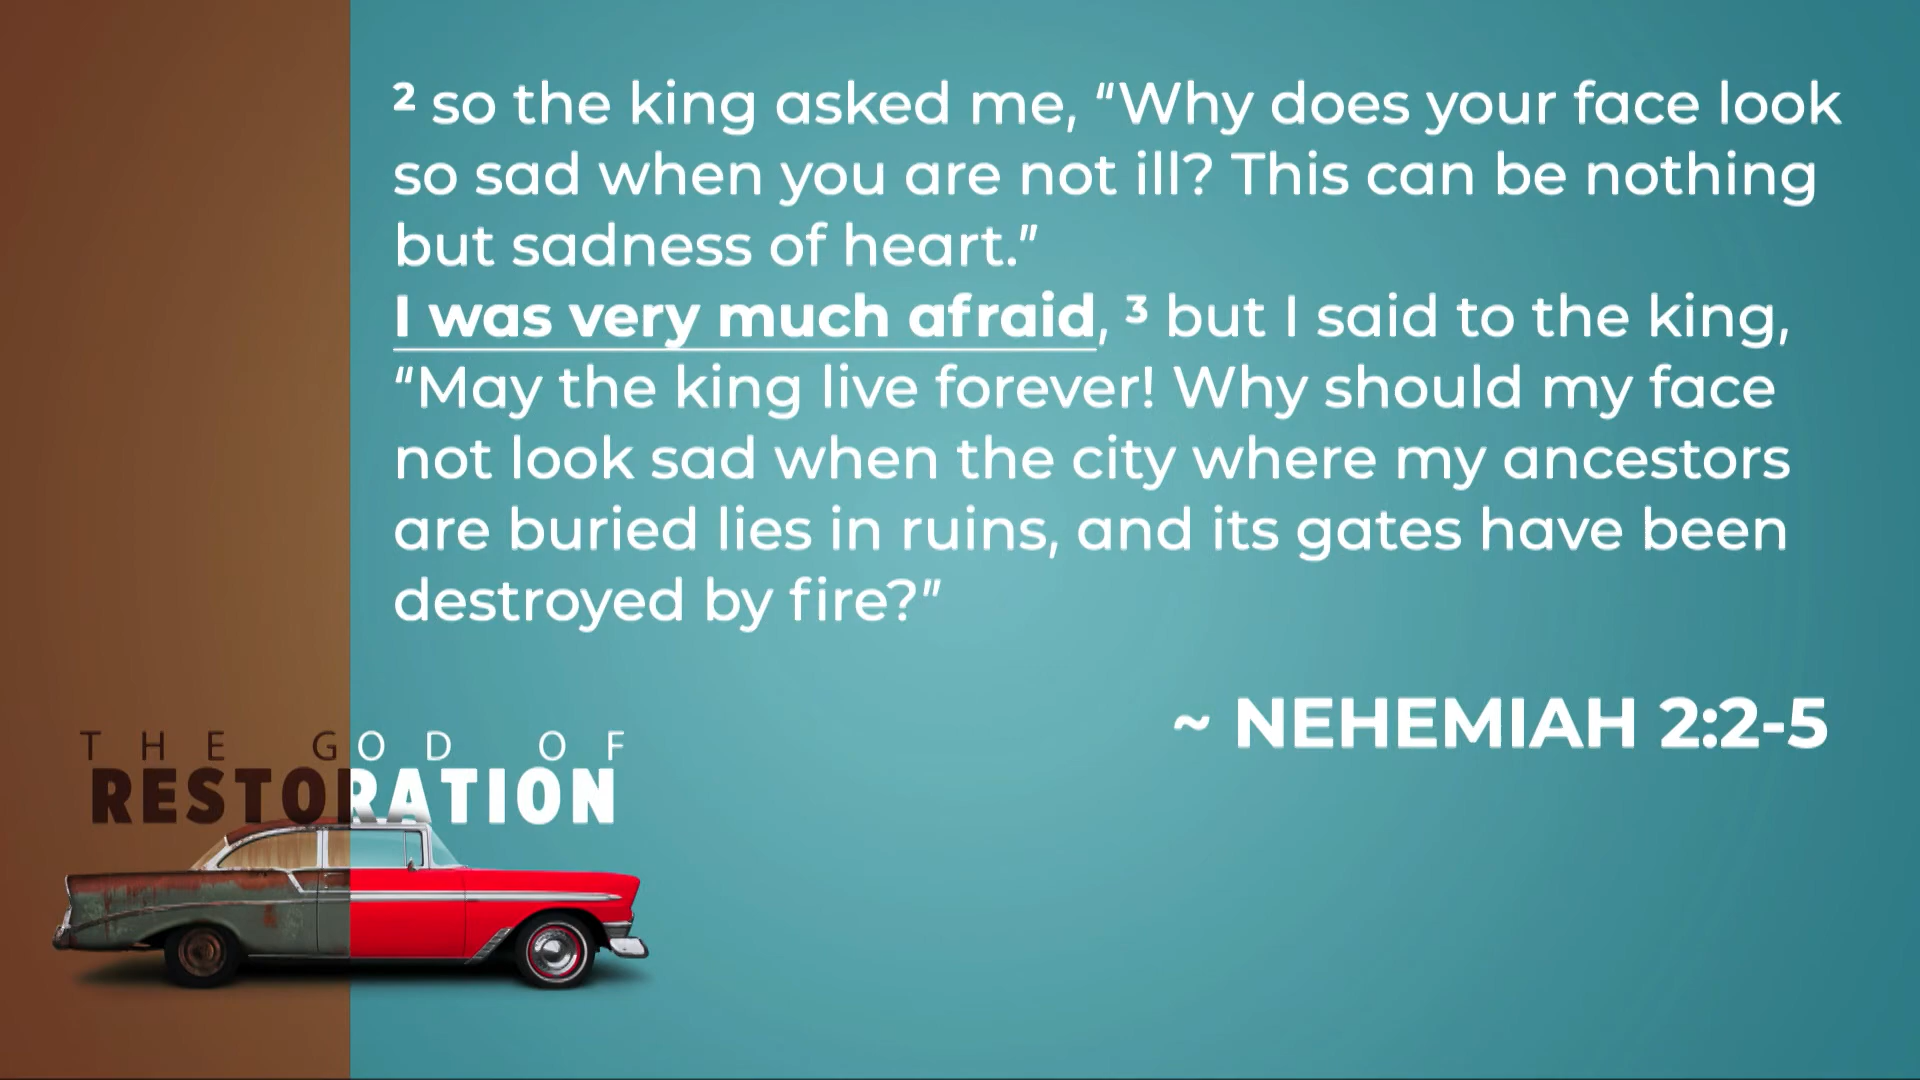 ² so the king asked me, “Why does your face look
so sad when you are not ill? This can be nothing
but sadness of heart.”
I was very much afraid, ³ but I said to the king,
“May the king live forever! Why should my face
not look sad when the city where my ancestors
are buried lies in ruins, and its gates have been
destroyed by fire?”
~ NEHEMIAH 2:2-5
THE GOD OF
RESTORATION